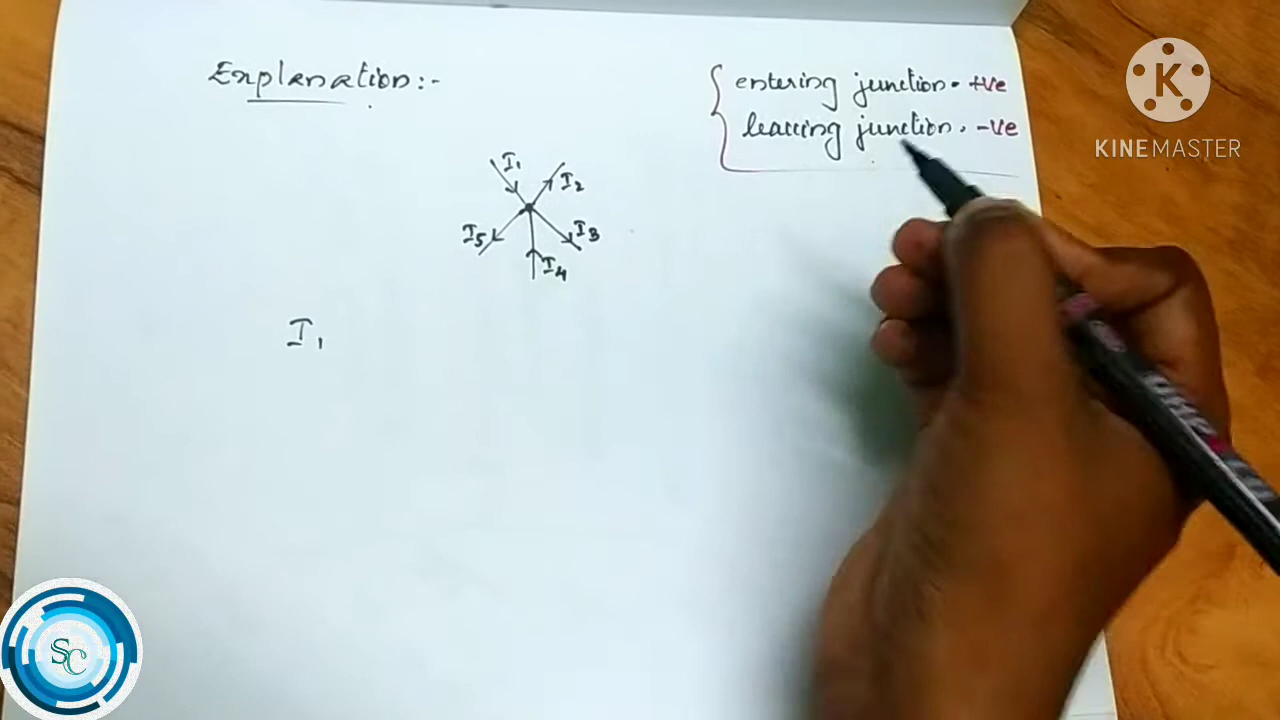 Explanation:-
entering junction. +ve
leaving junction. -ve
I1
I2
I5
I3
I4
I1
KINEMASTER
K
SC